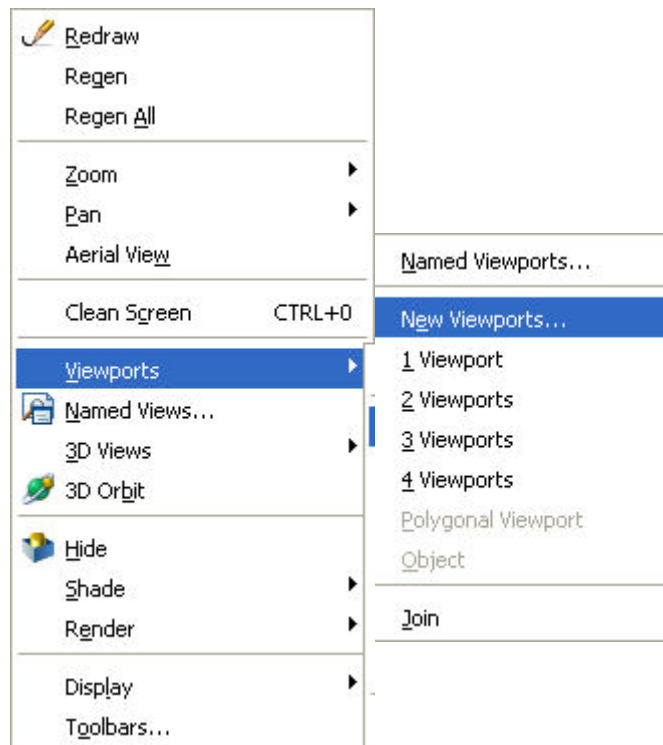 Redraw
Regen
Regen All
Zoom
Pan
Aerial View
Clean Screen CTRL+0
Viewports
Named Views...
3D Views
3D Orbit
Hide
Shade
Render
Display
Toolbars...
Named Viewports...
New Viewports...
1 Viewport
2 Viewports
3 Viewports
4 Viewports
Polygonal Viewport
Object
Join